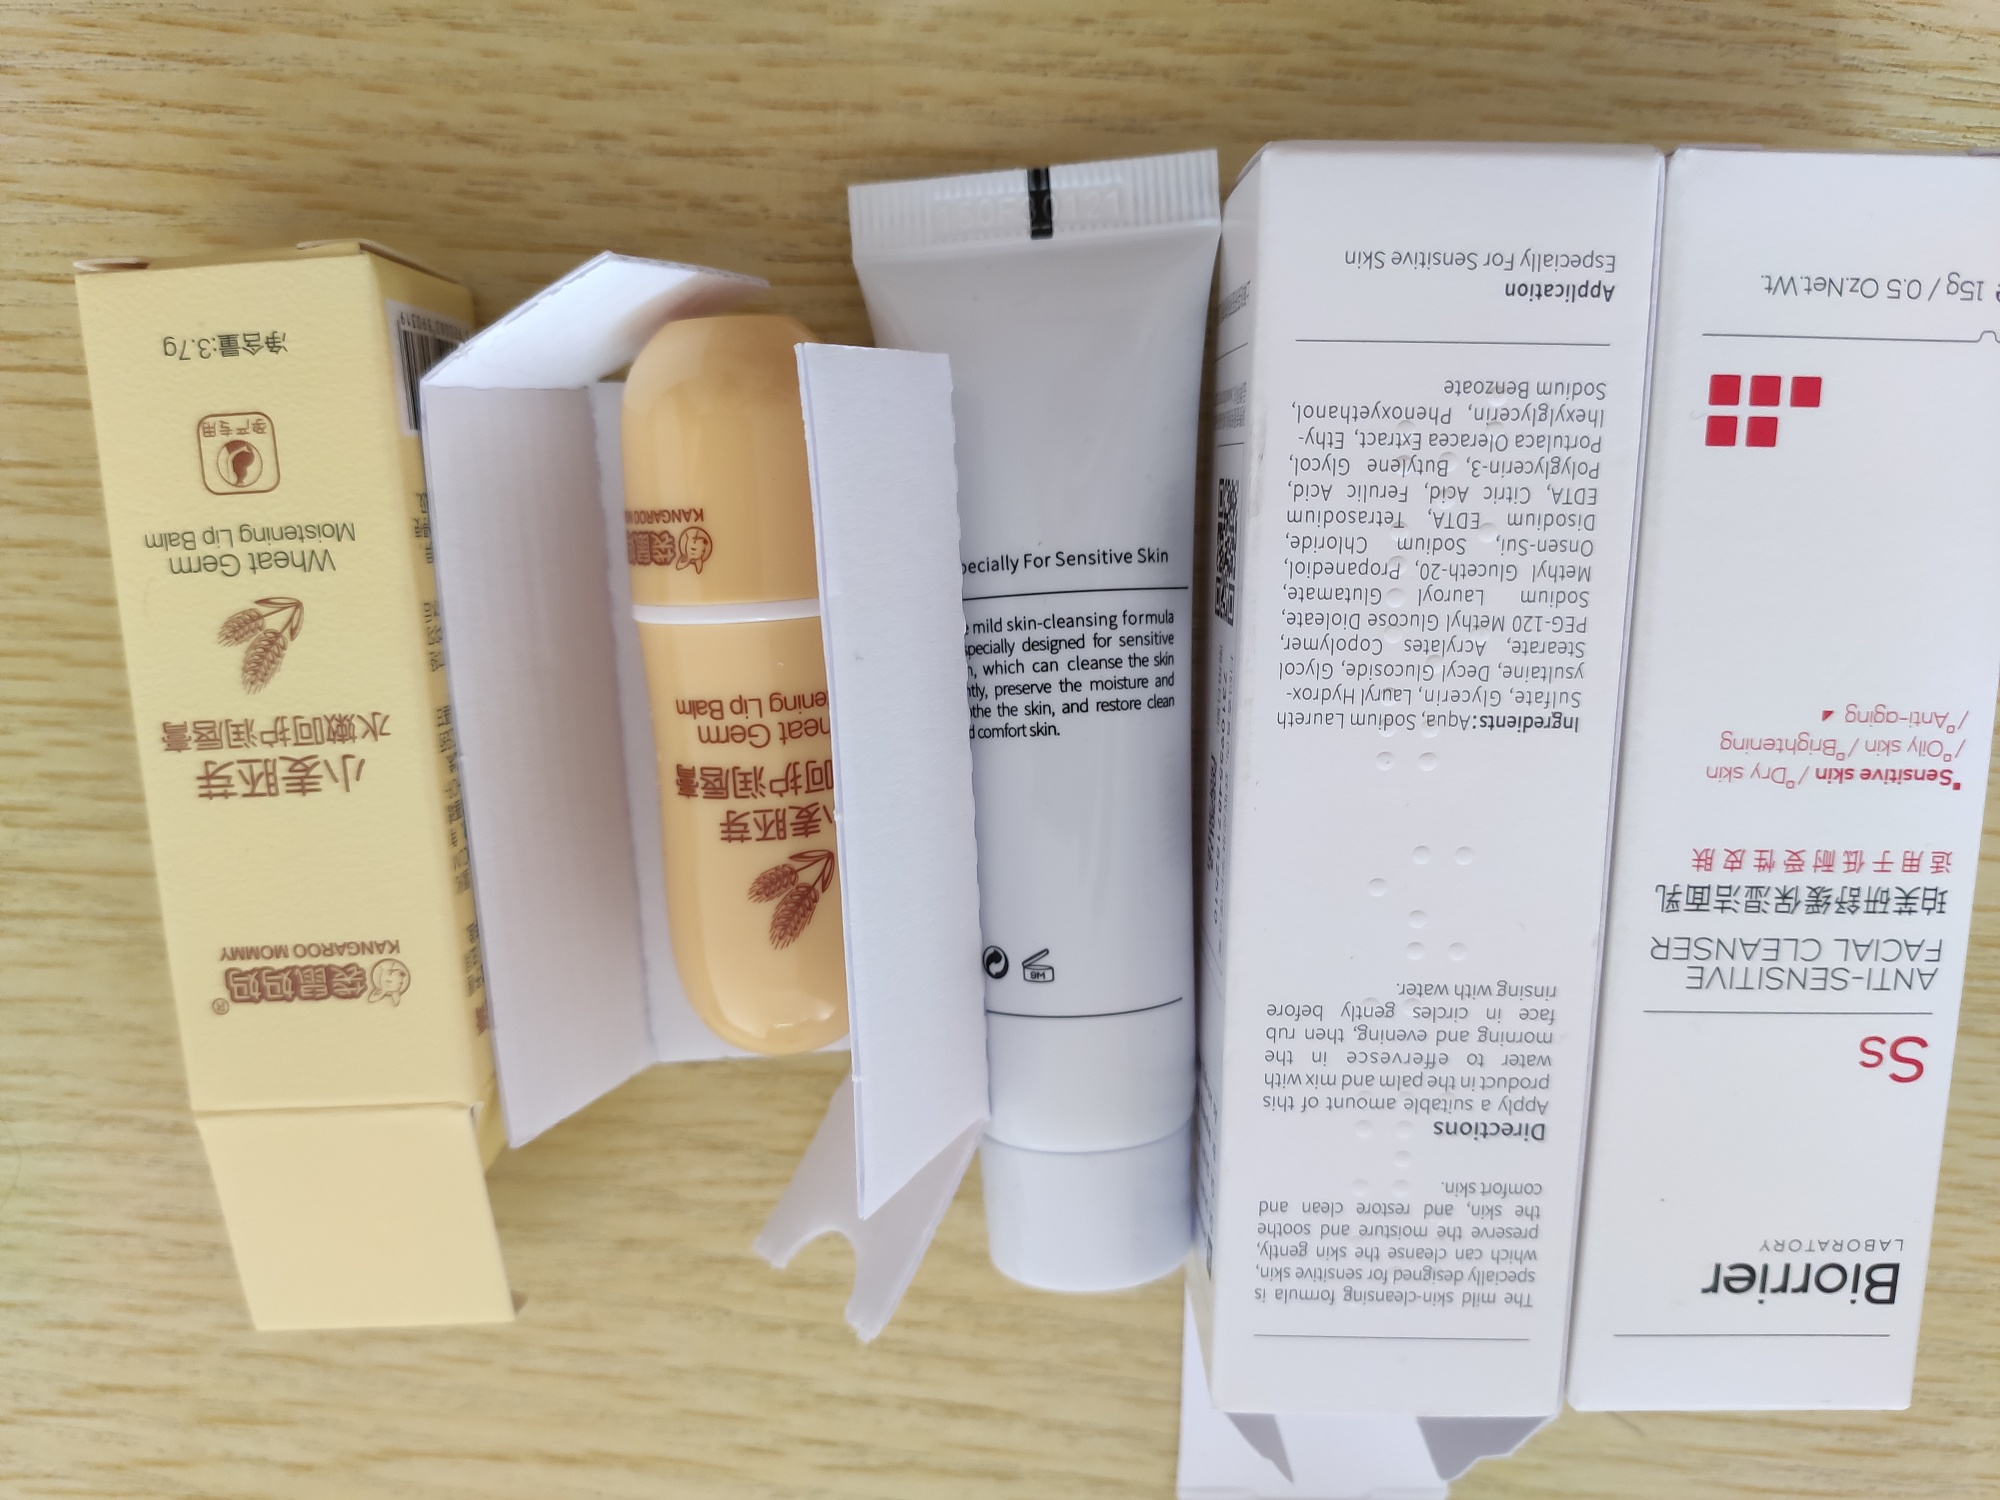 袋鼠妈妈®
KANGAROO MOMMY
小麦胚芽
水嫩呵护润唇膏
Wheat Germ
Moistening Lip Balm
孕产专用
净含量:3.7g
小麦胚芽
呵护润唇膏
Wheat Germ
Lip Balm
KANGAROO
For Sensitive Skin
mild skin-cleansing formula
designed for sensitive
which can cleanse the skin
preserve the moisture and
the skin, and restore clean
comfort skin.
The mild skin-cleansing formula is
specially designed for sensitive skin,
which can cleanse the skin gently,
preserve the moisture and soothe
the skin, and restore clean and
comfort skin.
Directions
Apply a suitable amount of this
product in the palm and mix with
water to effervesce in the
morning and evening, then rub
face in circles gently before
rinsing with water.
Ingredients: Aqua, Sodium Laureth
Sulfate, Glycerin, Lauryl Hydrox-
ysultaine, Decyl Glucoside, Glycol
Stearate, Acrylates Copolymer,
PEG-120 Methyl Glucose Dioleate,
Sodium Lauroyl Glutamate,
Methyl Gluceth-20, Propanediol,
Onsen-Sui, Sodium Chloride,
Disodium EDTA, Tetrasodium
EDTA, Citric Acid, Ferulic Acid,
Polyglycerin-3, Butylene Glycol,
Portulaca Oleracea Extract, Ethy-
lhexylglycerin, Phenoxyethanol,
Sodium Benzoate
Application
Especially For Sensitive Skin
Biorrier
LABORATORY
Ss
ANTI-SENSITIVE
FACIAL CLEANSER
珀芙研舒缓保湿洁面乳
适用于低耐受性皮肤
Sensitive skin / Dry skin
/ Oily skin / Brightening
/ Anti-aging
15g / 0.5 Oz.Net.Wt.